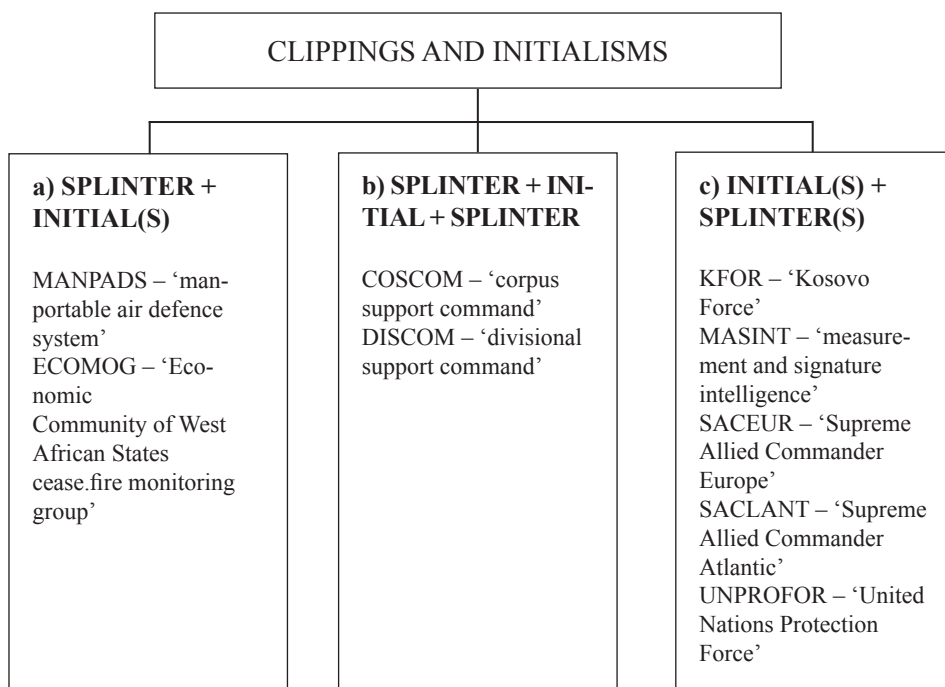 CLIPPINGS AND INITIALISMS
a) SPLINTER +
INITIAL(S)
MANPADS – ‘man-
portable air defence
system’
ECOMOG – ‘Eco-
nomic
Community of West
African States
cease.fire monitoring
group’
b) SPLINTER + INI-
TIAL + SPLINTER
COSCOM – ‘corpus
support command’
DISCOM – ‘divisional
support command’
c) INITIAL(S) +
SPLINTER(S)
KFOR – ‘Kosovo
Force’
MASINT – ‘measure-
ment and signature
intelligence’
SACEUR – ‘Supreme
Allied Commander
Europe’
SACLANT – ‘Supreme
Allied Commander
Atlantic’
UNPROFOR – ‘United
Nations Protection
Force’